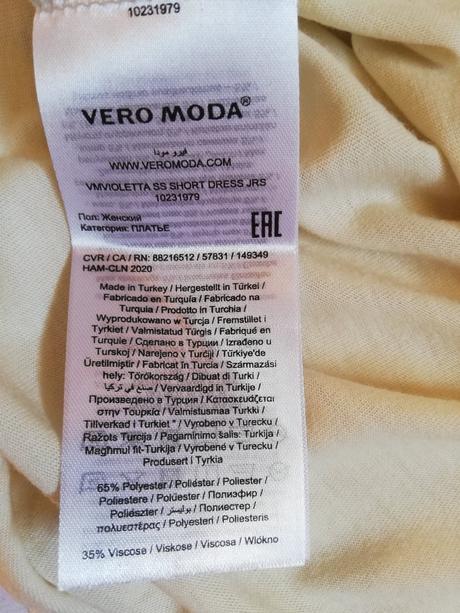 10231979
VERO MODA®
فيرو مودا
WWW.VEROMODA.COM
VMVIOLETTA SS SHORT DRESS JRS
10231979
Пол: Женский
Категория: ПЛАТЬЕ
EAC
CVR / CA / RN: 88216512 / 57831 / 149349
HAM-CLN 2020
Made in Turkey / Hergestellt in Türkei /
Fabricado en Turquía / Fabricado na
Turquia / Prodotto in Turchia /
Wyprodukowano w Turcja / Fremstillet i
Tyrkiet / Valmistatud Türgis / Fabriqué en
Turquie / Сделано в Турции / Izrađeno u
Turskoj / Narejeno v Turčiji / Türkiye'de
Üretilmiştir / Fabricat în Turcia / Származási
hely: Törökország / Dibuat di Turki /
صنع في تركيا / Vervaardigd in Turkije /
Произведено в Турция / Κατασκευάζεται
στην Τουρκία / Valmistusmaa Turkki /
Tillverkad i Turkiet " / Vyrobeno v Turecku /
Ražots Turcija / Pagaminimo šalis: Turkija /
Magħmul fit-Turkija / Vyrobené v Turecku /
Produsert i Tyrkia
65% Polyester / Poliéster / Poliester /
Poliestere / Polüester / Полиэфир /
Poliészter / بوليستر / Полиестер /
πολυεστέρας / Polyesteri / Poliesteris
35% Viscose / Viskose / Viscosa / Włókno